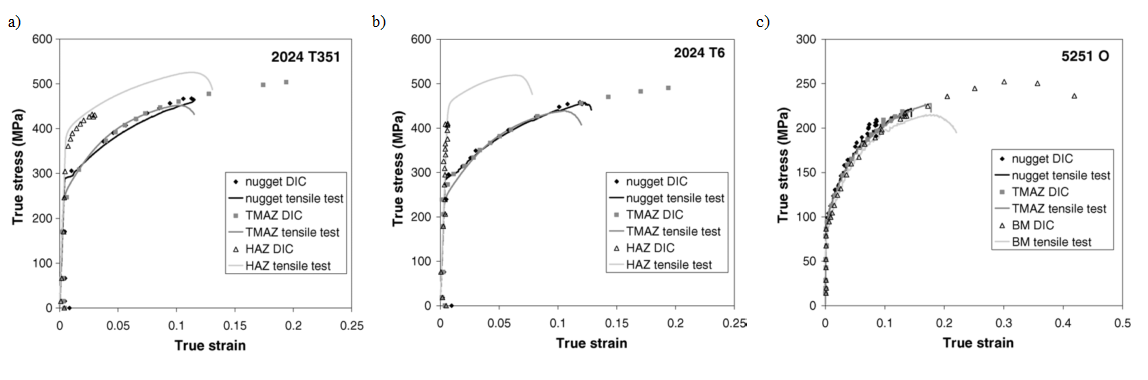 a)
2024 T351
600
500
400
300
200
100
0
True stress (MPa)
nugget DIC
nugget tensile test
TMAZ DIC
TMAZ tensile test
HAZ DIC
HAZ tensile test
0
0.05
0.1
0.15
0.2
0.25
True strain
b)
2024 T6
600
500
400
300
200
100
0
True stress (MPa)
nugget DIC
nugget tensile test
TMAZ DIC
TMAZ tensile test
HAZ DIC
HAZ tensile test
0
0.05
0.1
0.15
0.2
0.25
True strain
c)
5251 O
300
250
200
150
100
50
0
True stress (MPa)
nugget DIC
nugget tensile test
TMAZ DIC
TMAZ tensile test
BM DIC
BM tensile test
0
0.1
0.2
0.3
0.4
0.5
True strain